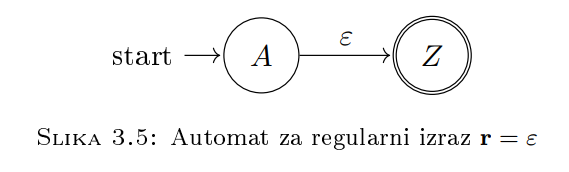 ε
start A Z
SLIKA 3.5: Automat za regularni izraz r = ε